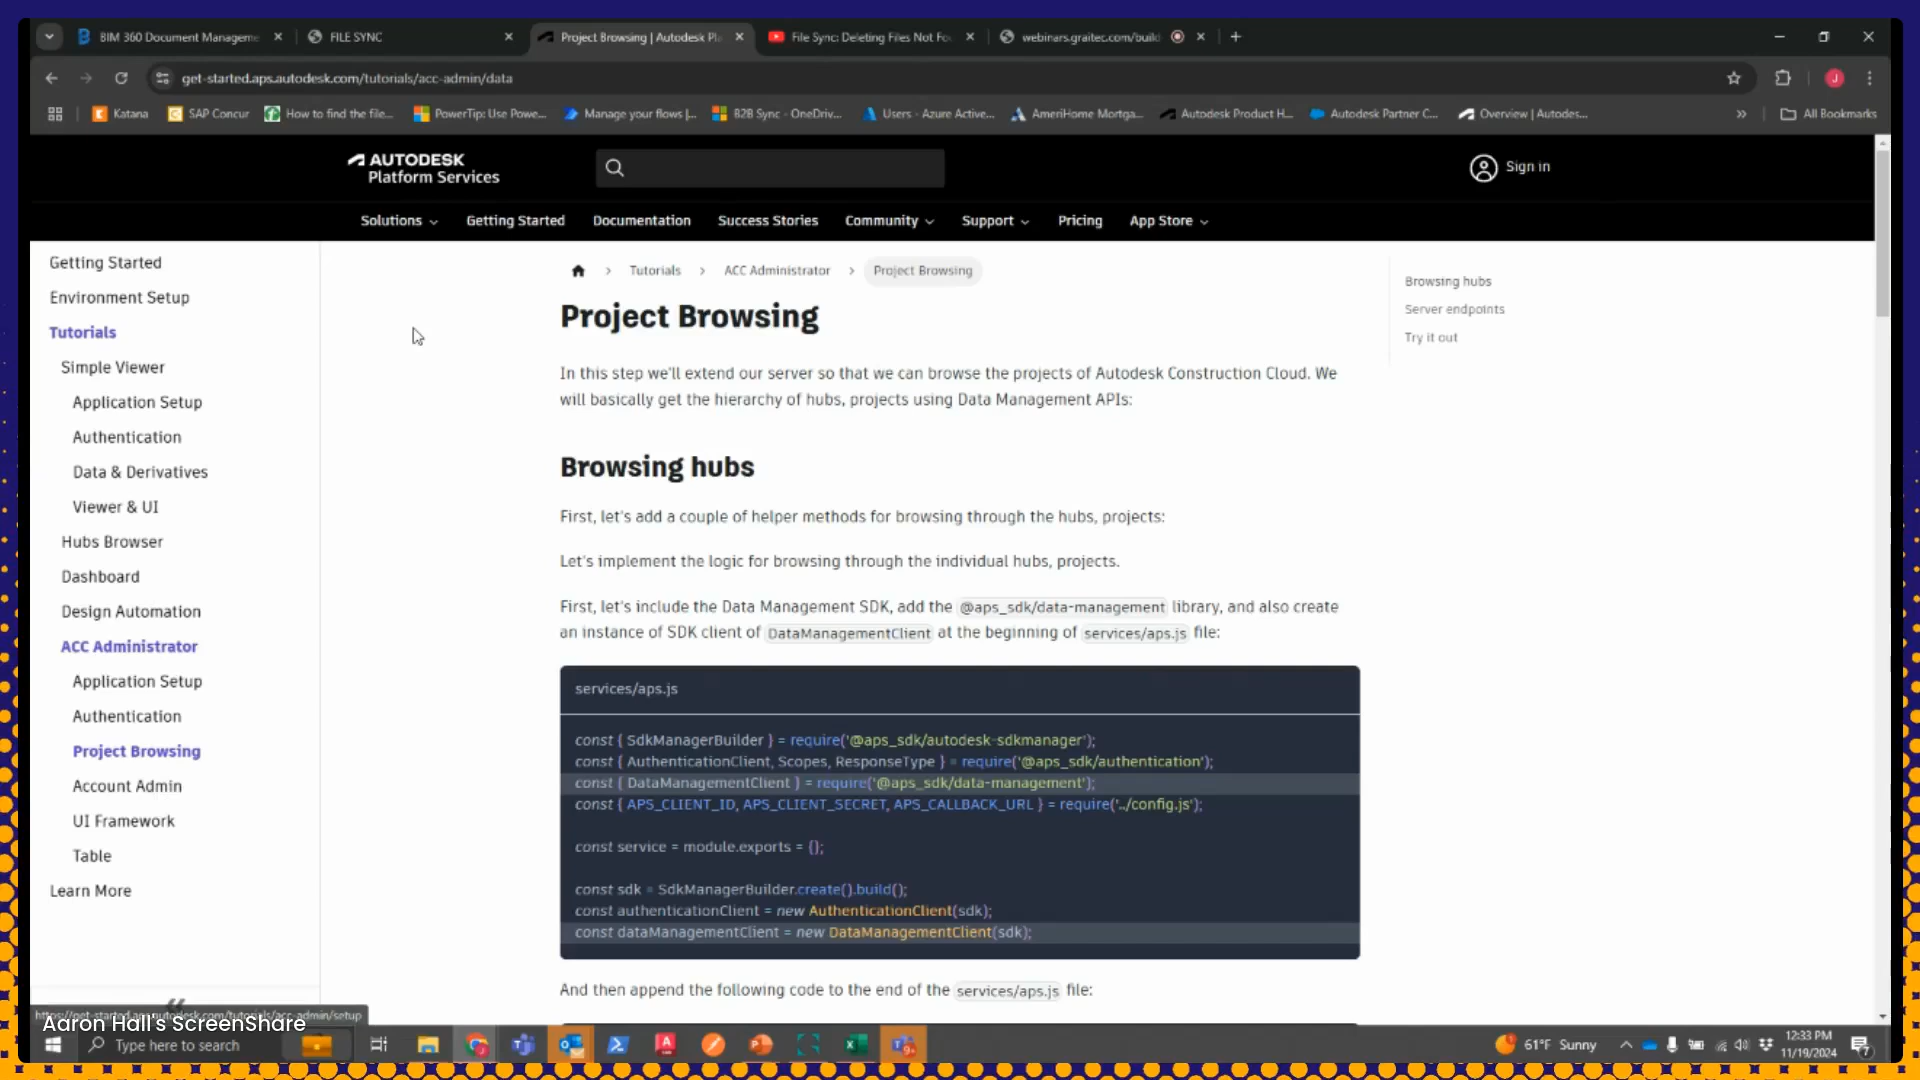 BIM 360 Document Manageme
FILE SYNC
Project Browsing | Autodesk Pl
File Sync: Deleting Files Not Fo
webinars.graitec.com/build
get-started.aps.autodesk.com/tutorials/acc-admin/data
J
Katana
SAP Concur
How to find the file...
PowerTip: Use Powe...
Manage your flows |...
B2B Sync - OneDriv...
Users - Azure Active...
AmeriHome Mortga...
Autodesk Product H...
Autodesk Partner C...
Overview | Autodes...
»
All Bookmarks
AUTODESK
Platform Services
Sign in
Solutions
Getting Started
Documentation
Success Stories
Community
Support
Pricing
App Store
Getting Started
Environment Setup
Tutorials
Simple Viewer
Application Setup
Authentication
Data & Derivatives
Viewer & UI
Hubs Browser
Dashboard
Design Automation
ACC Administrator
Application Setup
Authentication
Project Browsing
Account Admin
UI Framework
Table
Learn More
Tutorials
ACC Administrator
Project Browsing
Project Browsing
In this step we'll extend our server so that we can browse the projects of Autodesk Construction Cloud. We
will basically get the hierarchy of hubs, projects using Data Management APIs:
Browsing hubs
First, let's add a couple of helper methods for browsing through the hubs, projects:
Let's implement the logic for browsing through the individual hubs, projects.
First, let's include the Data Management SDK, add the @aps_sdk/data-management library, and also create
an instance of SDK client of DataManagementClient at the beginning of services/aps.js file:
services/aps.js
const { SdkManagerBuilder } = require('@aps_sdk/autodesk-sdkmanager');
const { AuthenticationClient, Scopes, ResponseType } = require('@aps_sdk/authentication');
const { DataManagementClient } = require('@aps_sdk/data-management');
const { APS_CLIENT_ID, APS_CLIENT_SECRET, APS_CALLBACK_URL } = require('../config.js');
const service = module.exports = {};
const sdk = SdkManagerBuilder.create().build();
const authenticationClient = new AuthenticationClient(sdk);
const dataManagementClient = new DataManagementClient(sdk);
And then append the following code to the end of the services/aps.js file:
Browsing hubs
Server endpoints
Try it out
https://get-started.aps.autodesk.com/tutorials/acc-admin/setup
Aaron Hall's ScreenShare
Type here to search
61°F Sunny
12:33 PM
11/19/2024